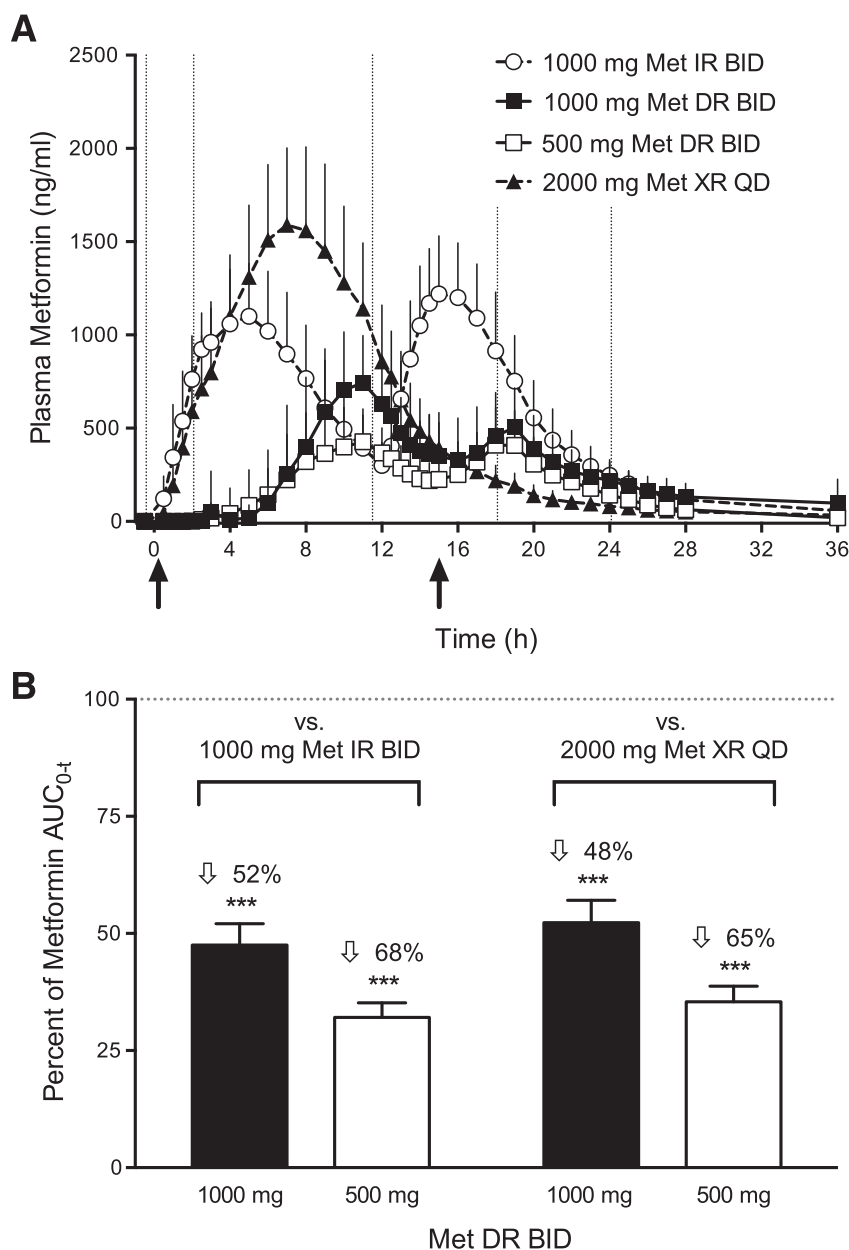 A
2500
2000
1500
1000
500
0
Plasma Metformin (ng/ml)
1000 mg Met IR BID
1000 mg Met DR BID
500 mg Met DR BID
2000 mg Met XR QD
0 4 8 12 16 20 24 28 32 36
Time (h)
B
100
75
50
25
0
Percent of Metformin AUC0-t
vs.
1000 mg Met IR BID
vs.
2000 mg Met XR QD
⇩ 52%
***
⇩ 68%
***
⇩ 48%
***
⇩ 65%
***
1000 mg 500 mg 1000 mg 500 mg
Met DR BID